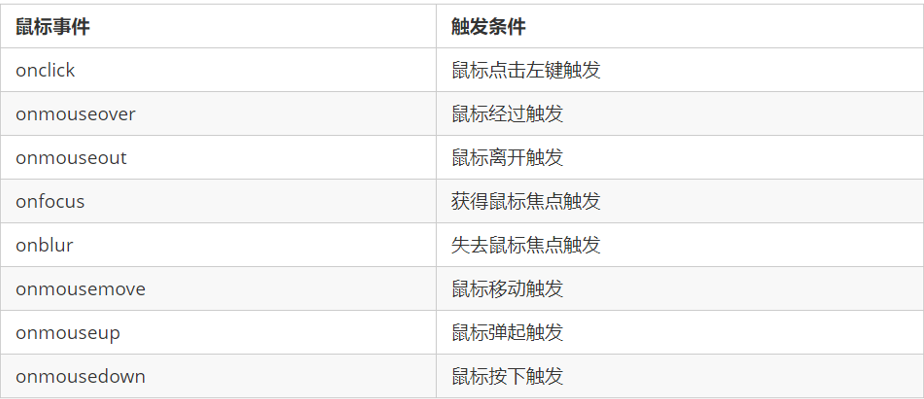 鼠标事件 触发条件
onclick 鼠标点击左键触发
onmouseover 鼠标经过触发
onmouseout 鼠标离开触发
onfocus 获得鼠标焦点触发
onblur 失去鼠标焦点触发
onmousemove 鼠标移动触发
onmouseup 鼠标弹起触发
onmousedown 鼠标按下触发